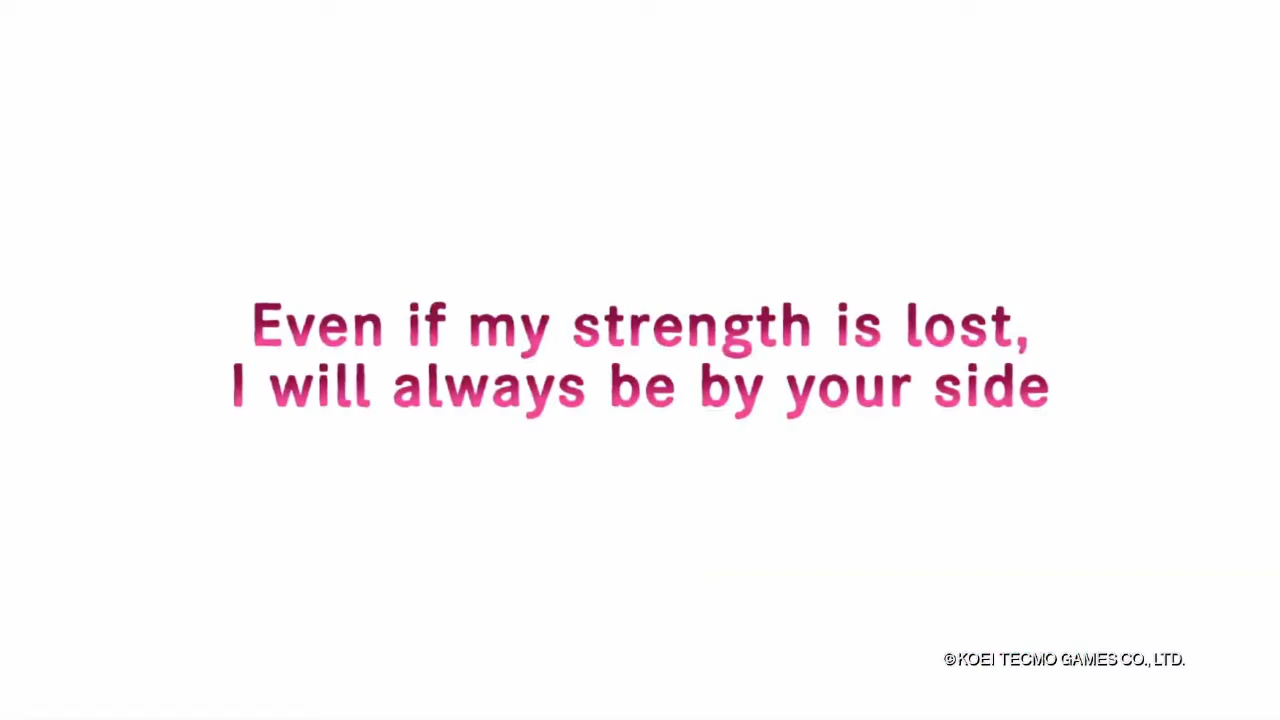 Even if my strength is lost,
I will always be by your side
©KOEI TECMO GAMES CO., LTD.